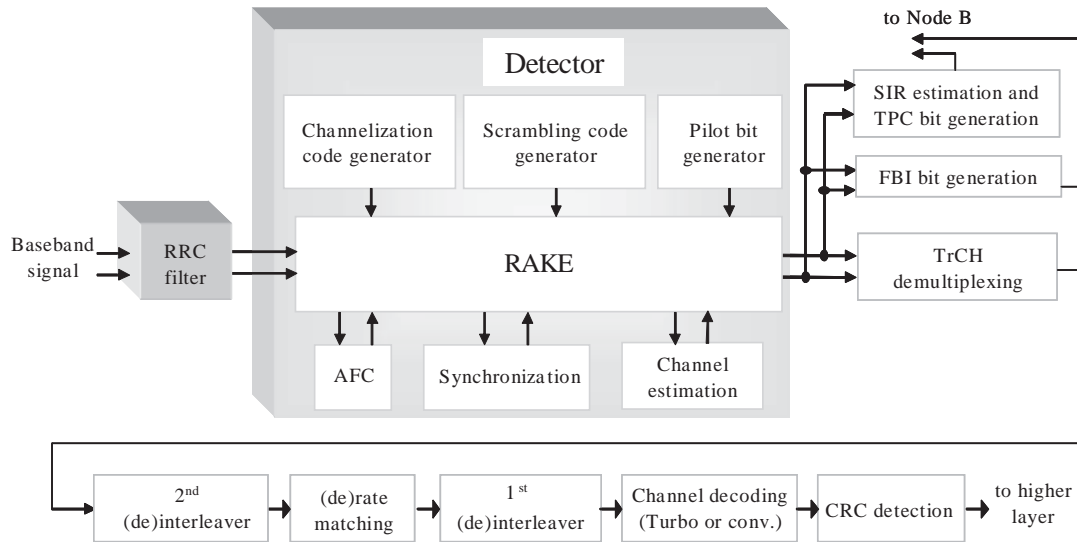 to Node B
Detector
SIR estimation and
TPC bit generation
Channelization
code generator
Scrambling code
generator
Pilot bit
generator
FBI bit generation
Baseband
signal
RRC
filter
RAKE
TrCH
demultiplexing
AFC
Synchronization
Channel
estimation
2nd
(de)interleaver
(de)rate
matching
1st
(de)interleaver
Channel decoding
(Turbo or conv.)
CRC detection
to higher
layer